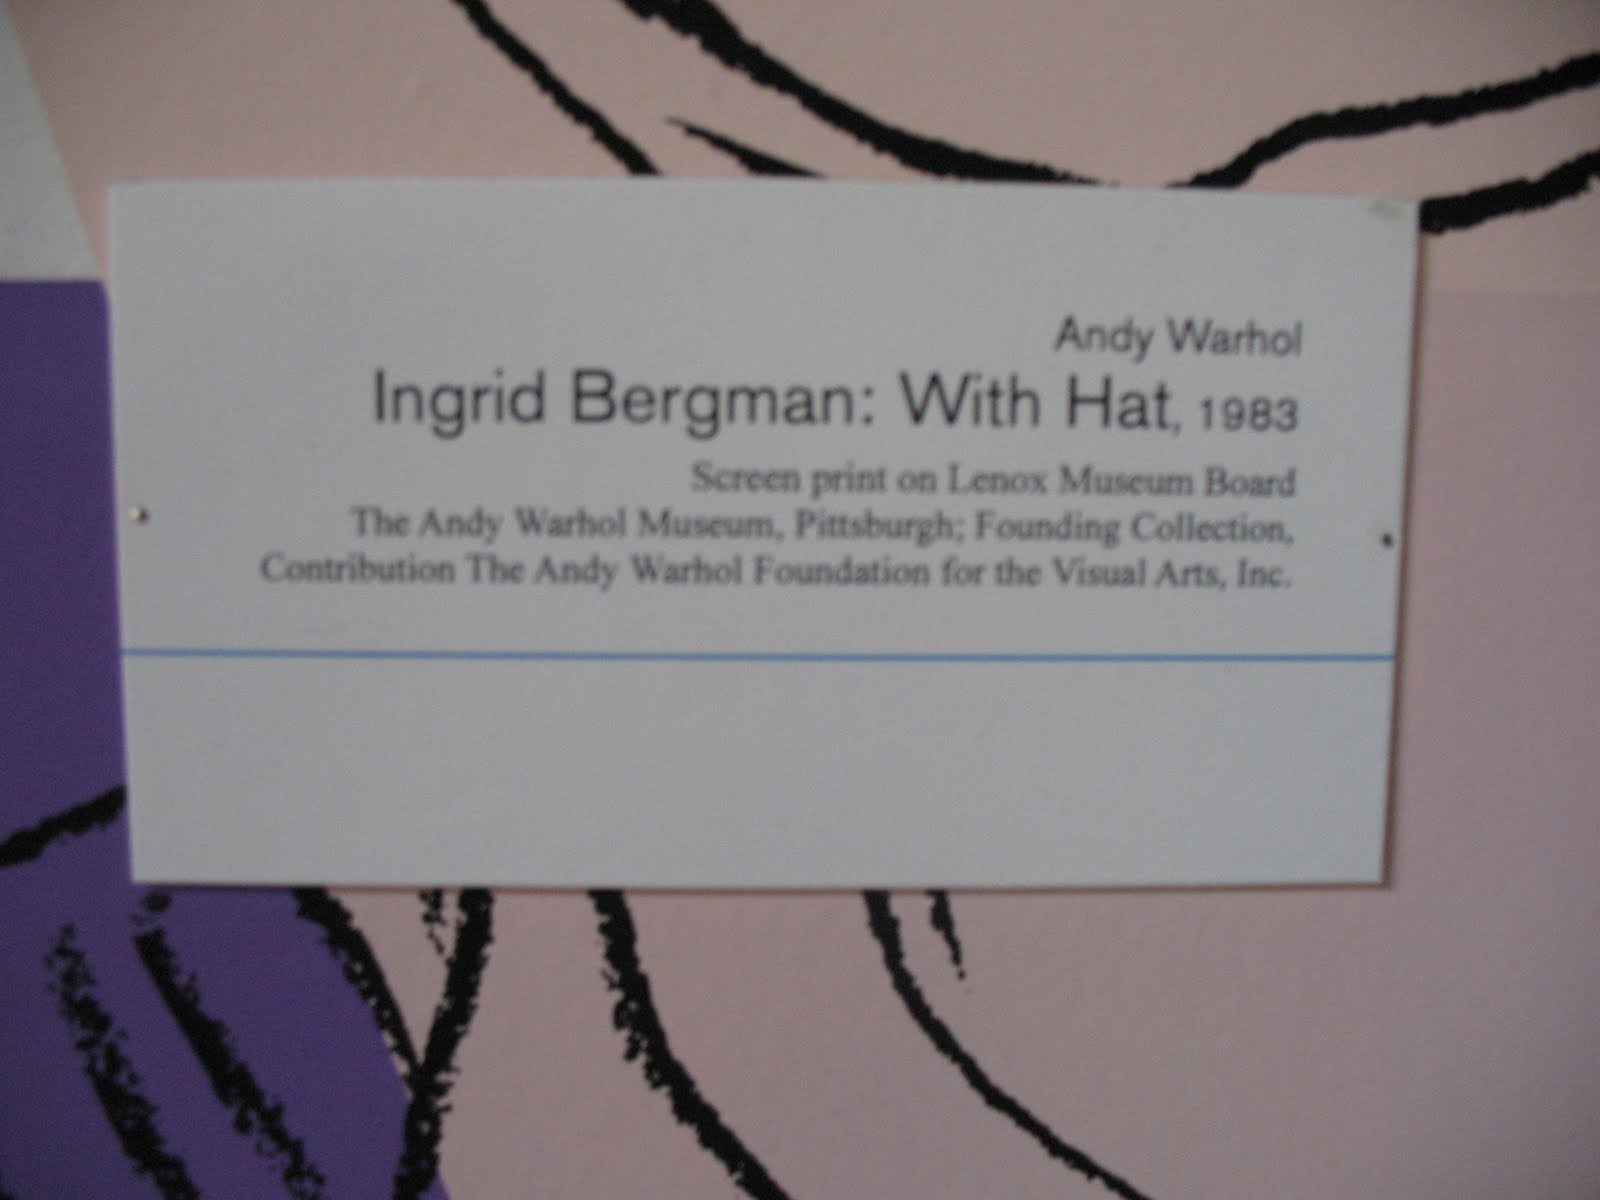 Andy Warhol
Ingrid Bergman: With Hat, 1983
Screen print on Lenox Museum Board
The Andy Warhol Museum, Pittsburgh; Founding Collection,
Contribution The Andy Warhol Foundation for the Visual Arts, Inc.